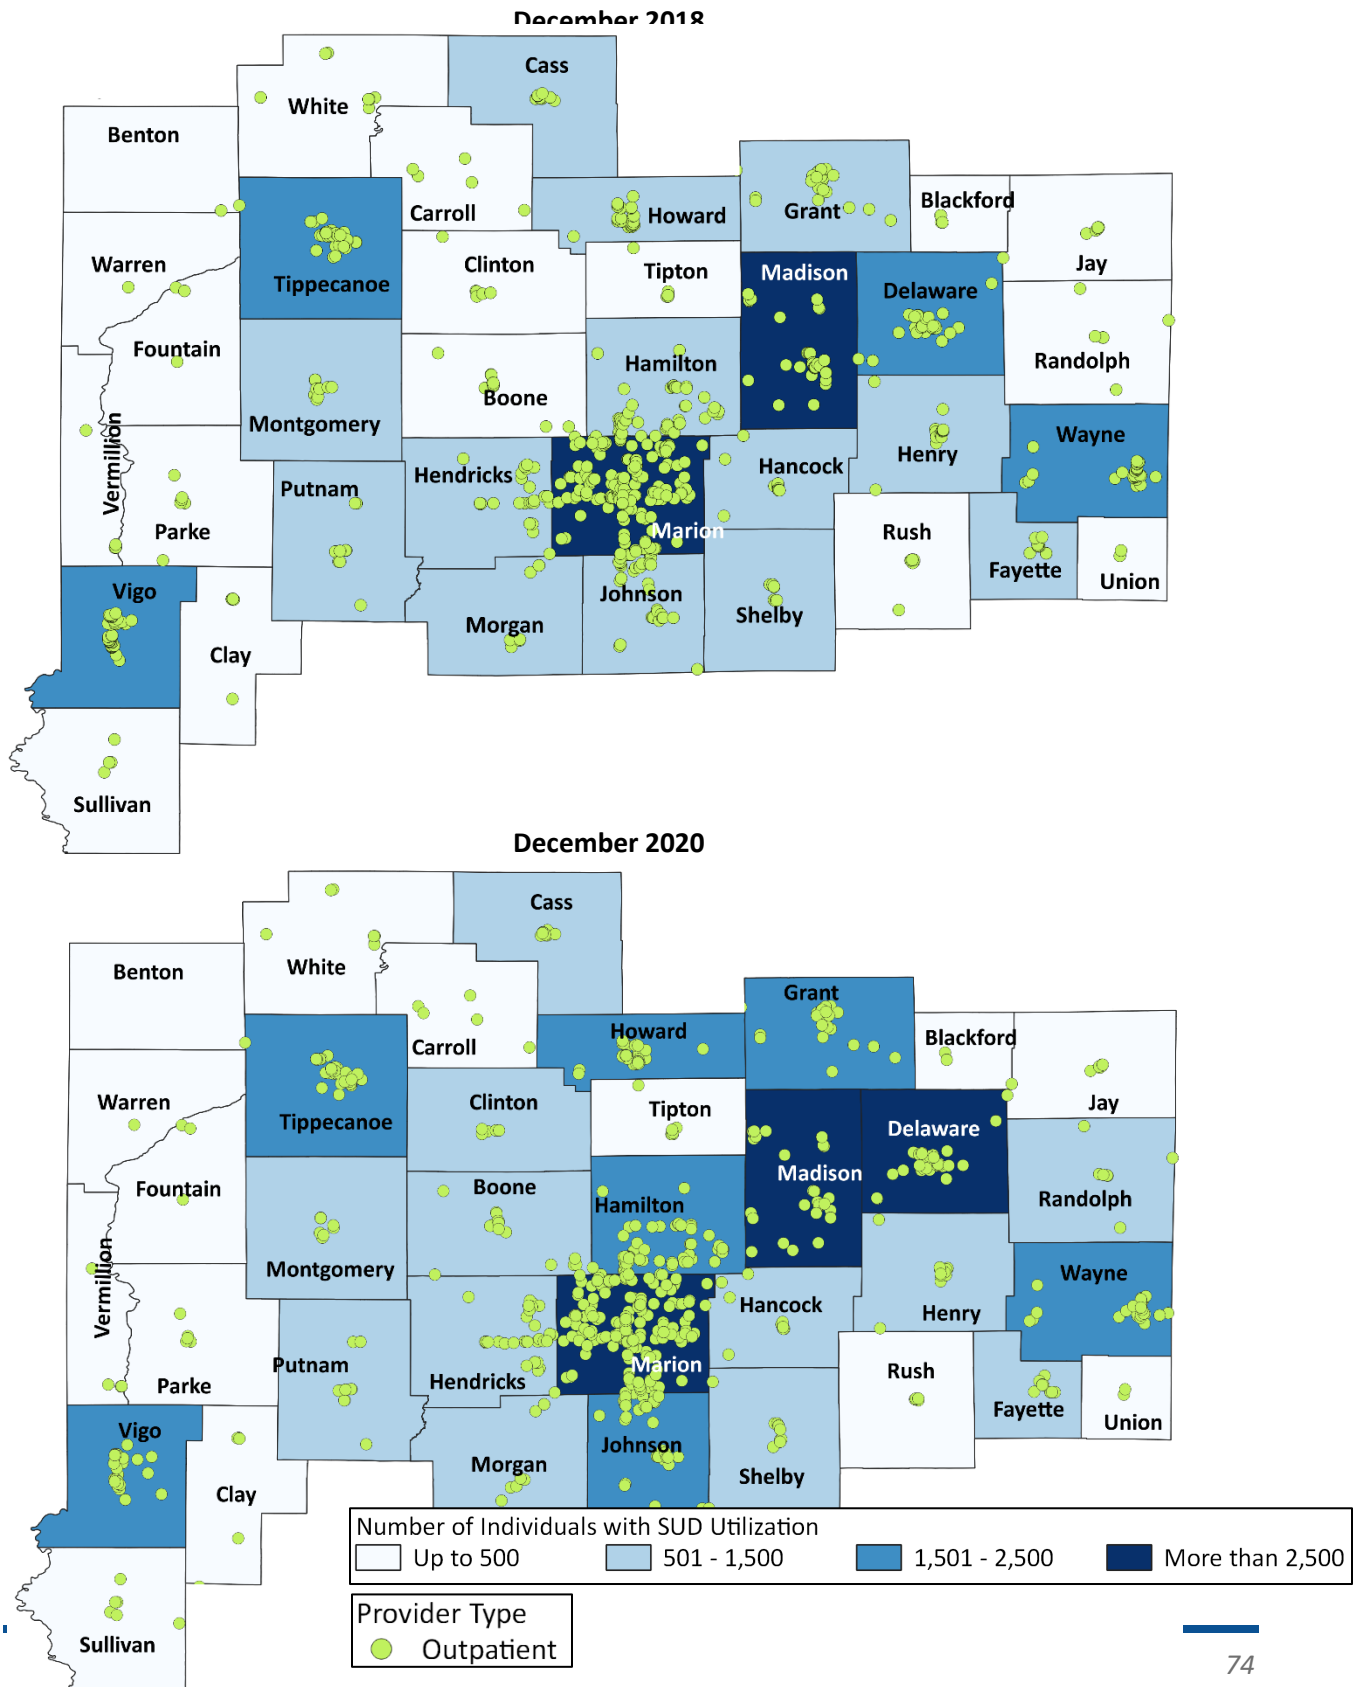 December 2018
Cass
White
Benton
Carroll
Howard
Grant
Blackford
Jay
Warren
Tippecanoe
Clinton
Tipton
Madison
Delaware
Fountain
Hamilton
Randolph
Boone
Montgomery
Vermillion
Wayne
Hendricks
Henry
Hancock
Putnam
Parke
Marion
Rush
Fayette
Union
Vigo
Johnson
Shelby
Morgan
Clay
Sullivan
December 2020
Cass
White
Benton
Grant
Howard
Blackford
Carroll
Jay
Warren
Clinton
Tipton
Delaware
Tippecanoe
Madison
Fountain
Boone
Hamilton
Randolph
Montgomery
Vermillion
Wayne
Hancock
Henry
Putnam
Marion
Rush
Parke
Hendricks
Fayette
Union
Vigo
Johnson
Morgan
Shelby
Clay
Sullivan
Number of Individuals with SUD Utilization
Up to 500 501 - 1,500 1,501 - 2,500 More than 2,500
Provider Type
Outpatient
74